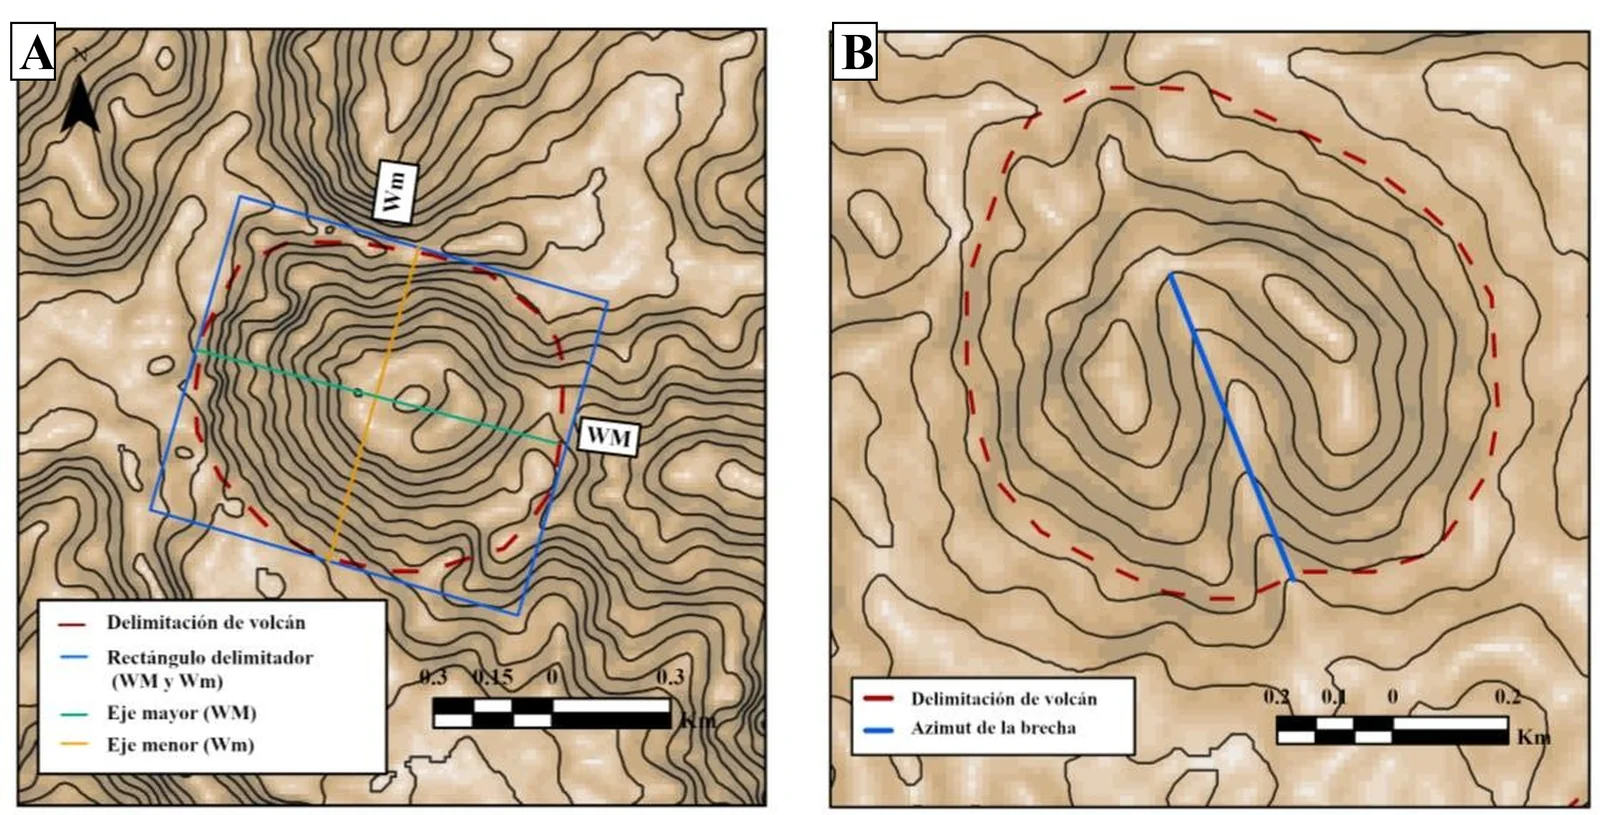 A
N
Wm
WM
Delimitación de volcán
Rectángulo delimitador
(WM y Wm)
Eje mayor (WM)
Eje menor (Wm)
0.3 0.15 0 0.3
Km
B
Delimitación de volcán
Azimut de la brecha
0.2 0.1 0 0.2
Km